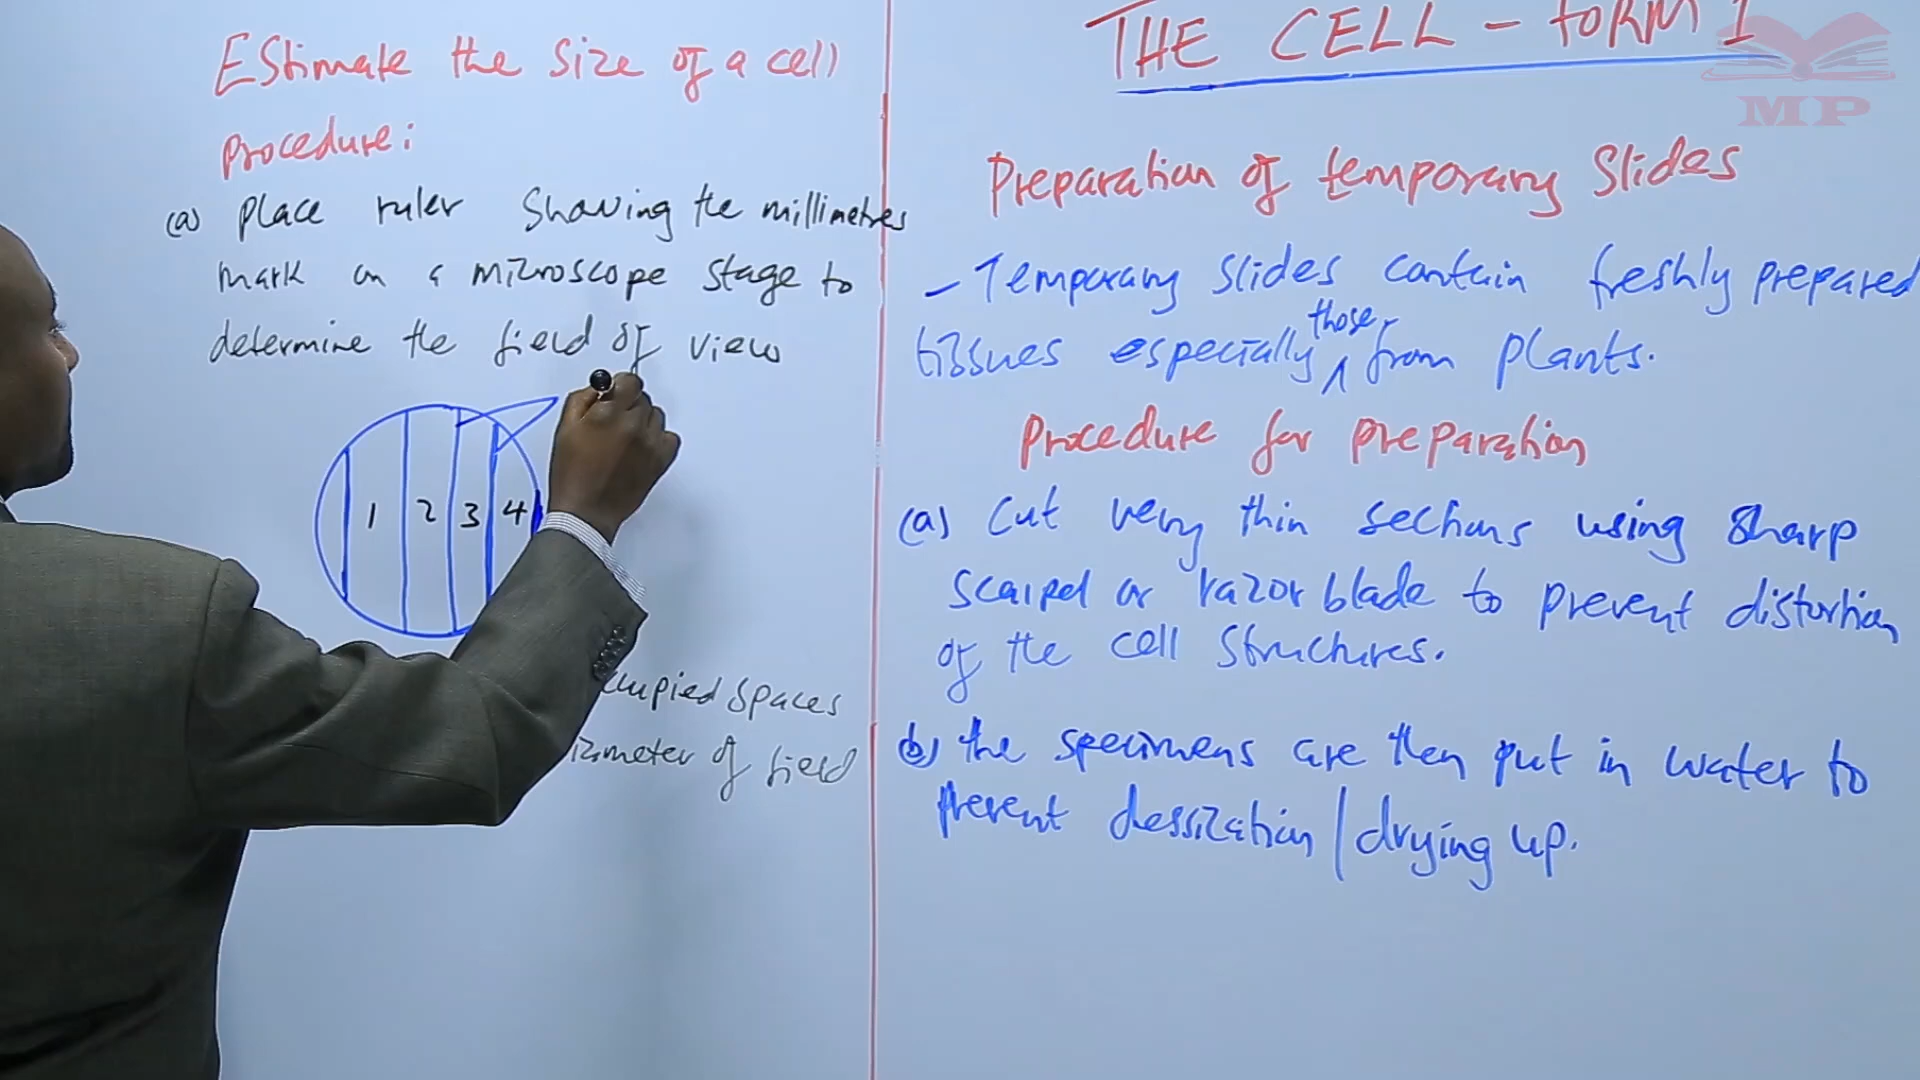 Estimate the size of a cell
procedure:
(a) place ruler showing the millimetres
mark on a microscope stage to
determine the field of view
1 2 3 4
spaces
of field
THE CELL - FORM 1
MP
Preparation of temporary slides
- Temporary slides contain freshly prepared
those
tissues especially ∧ from plants.
Procedure for preparation
(a) Cut very thin sections using sharp
scalpel or razor blade to prevent distortion
of the cell structures.
(b) the specimens are then put in water to
prevent dessication / drying up.